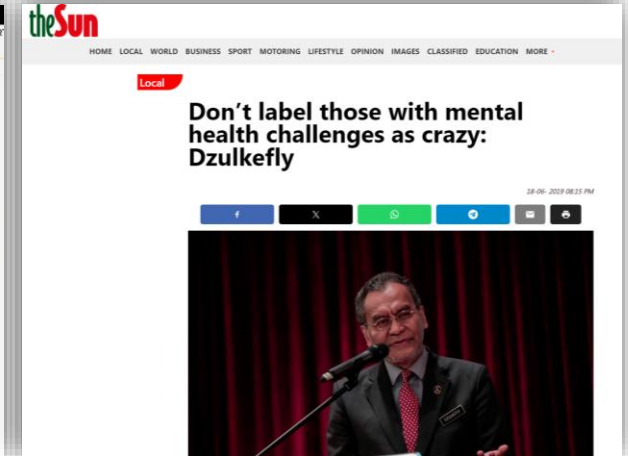 theSun
HOME LOCAL WORLD BUSINESS SPORT MOTORING LIFESTYLE OPINION IMAGES CLASSIFIED EDUCATION MORE
Local
Don't label those with mental
health challenges as crazy:
Dzulkefly
18-06- 2019 08:15 PM